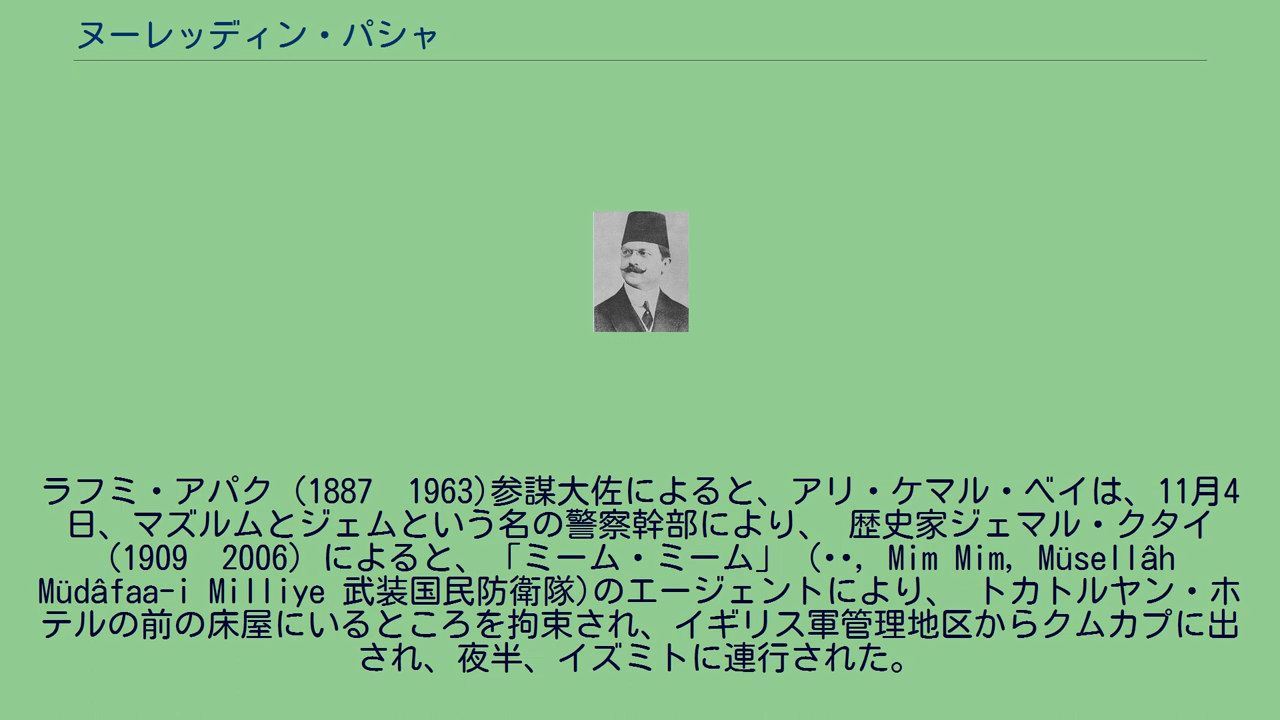 ヌーレッディン・パシャ
ラフミ・アパク (1887　1963)参謀大佐によると、アリ・ケマル・ベイは、11月4
日、マズルムとジェムという名の警察幹部により、 歴史家ジェマル・クタイ
(1909　2006) によると、「ミーム・ミーム」 (••, Mim Mim, Müsellâh
Müdâfaa-i Milliye 武装国民防衛隊)のエージェントにより、 トカトルヤン・ホ
テルの前の床屋にいるところを拘束され、イギリス軍管理地区からクムカプに出
され、夜半、イズミトに連行された。